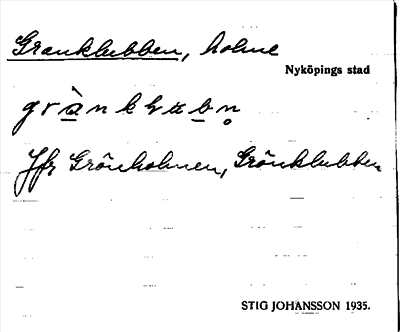 Granklubben, holme
Nyköpings stad
Jfr Grönholmen, Grönklubben
STIG JOHANSSON 1935.